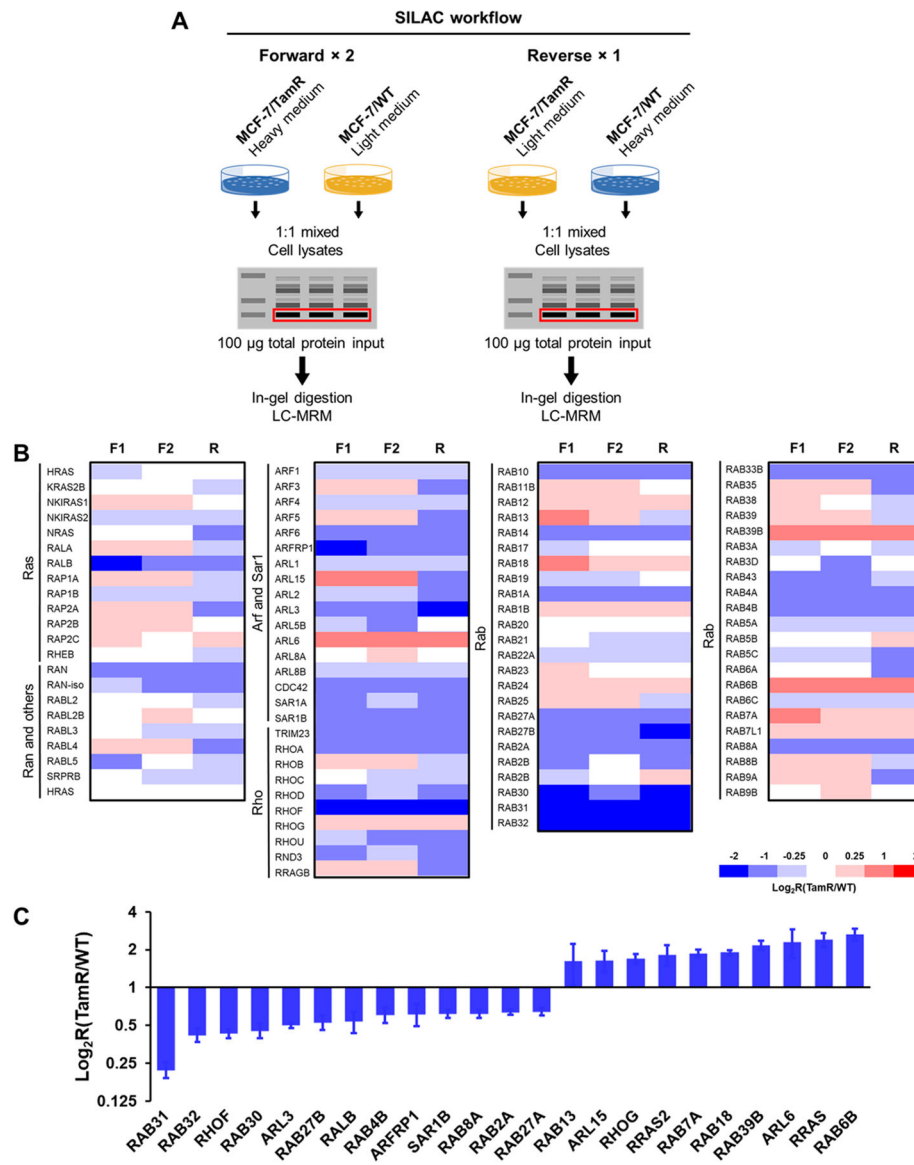 A
SILAC workflow
Forward × 2
Reverse × 1
MCF-7/TamR
Heavy medium
MCF-7/WT
Light medium
MCF-7/TamR
Light medium
MCF-7/WT
Heavy medium
1:1 mixed
Cell lysates
1:1 mixed
Cell lysates
100 µg total protein input
100 µg total protein input
In-gel digestion
LC-MRM
In-gel digestion
LC-MRM
B
F1 F2 R
Ras
HRAS
KRAS2B
NKIRAS1
NKIRAS2
NRAS
RALA
RALB
RAP1A
RAP1B
RAP2A
RAP2B
RAP2C
RHEB
Ran and others
RAN
RAN-iso
RABL2
RABL2B
RABL3
RABL4
RABL5
SRPRB
HRAS
F1 F2 R
Arf and Sar1
ARF1
ARF3
ARF4
ARF5
ARF6
ARFRP1
ARL1
ARL15
ARL2
ARL3
ARL5B
ARL6
ARL8A
ARL8B
CDC42
SAR1A
SAR1B
Rho
TRIM23
RHOA
RHOB
RHOC
RHOD
RHOF
RHOG
RHOU
RND3
RRAGB
F1 F2 R
Rab
RAB10
RAB11B
RAB12
RAB13
RAB14
RAB17
RAB18
RAB19
RAB1A
RAB1B
RAB20
RAB21
RAB22A
RAB23
RAB24
RAB25
RAB27A
RAB27B
RAB2A
RAB2B
RAB2B
RAB30
RAB31
RAB32
F1 F2 R
Rab
RAB33B
RAB35
RAB38
RAB39
RAB39B
RAB3A
RAB3D
RAB43
RAB4A
RAB4B
RAB5A
RAB5B
RAB5C
RAB6A
RAB6B
RAB6C
RAB7A
RAB7L1
RAB8A
RAB8B
RAB9A
RAB9B
-2 -1 -0.25 0 0.25 1
Log2R(TamR/WT)
C
Log2R(TamR/WT)
4
2
1
0.5
0.25
0.125
RAB31
RAB32
RHOF
RAB30
ARL3
RAB27B
RALB
RAB4B
ARFRP1
SAR1B
RAB8A
RAB2A
RAB27A
RAB13
ARL15
RHOG
RRAS2
RAB7A
RAB18
RAB39B
ARL6
RRAS
RAB6B